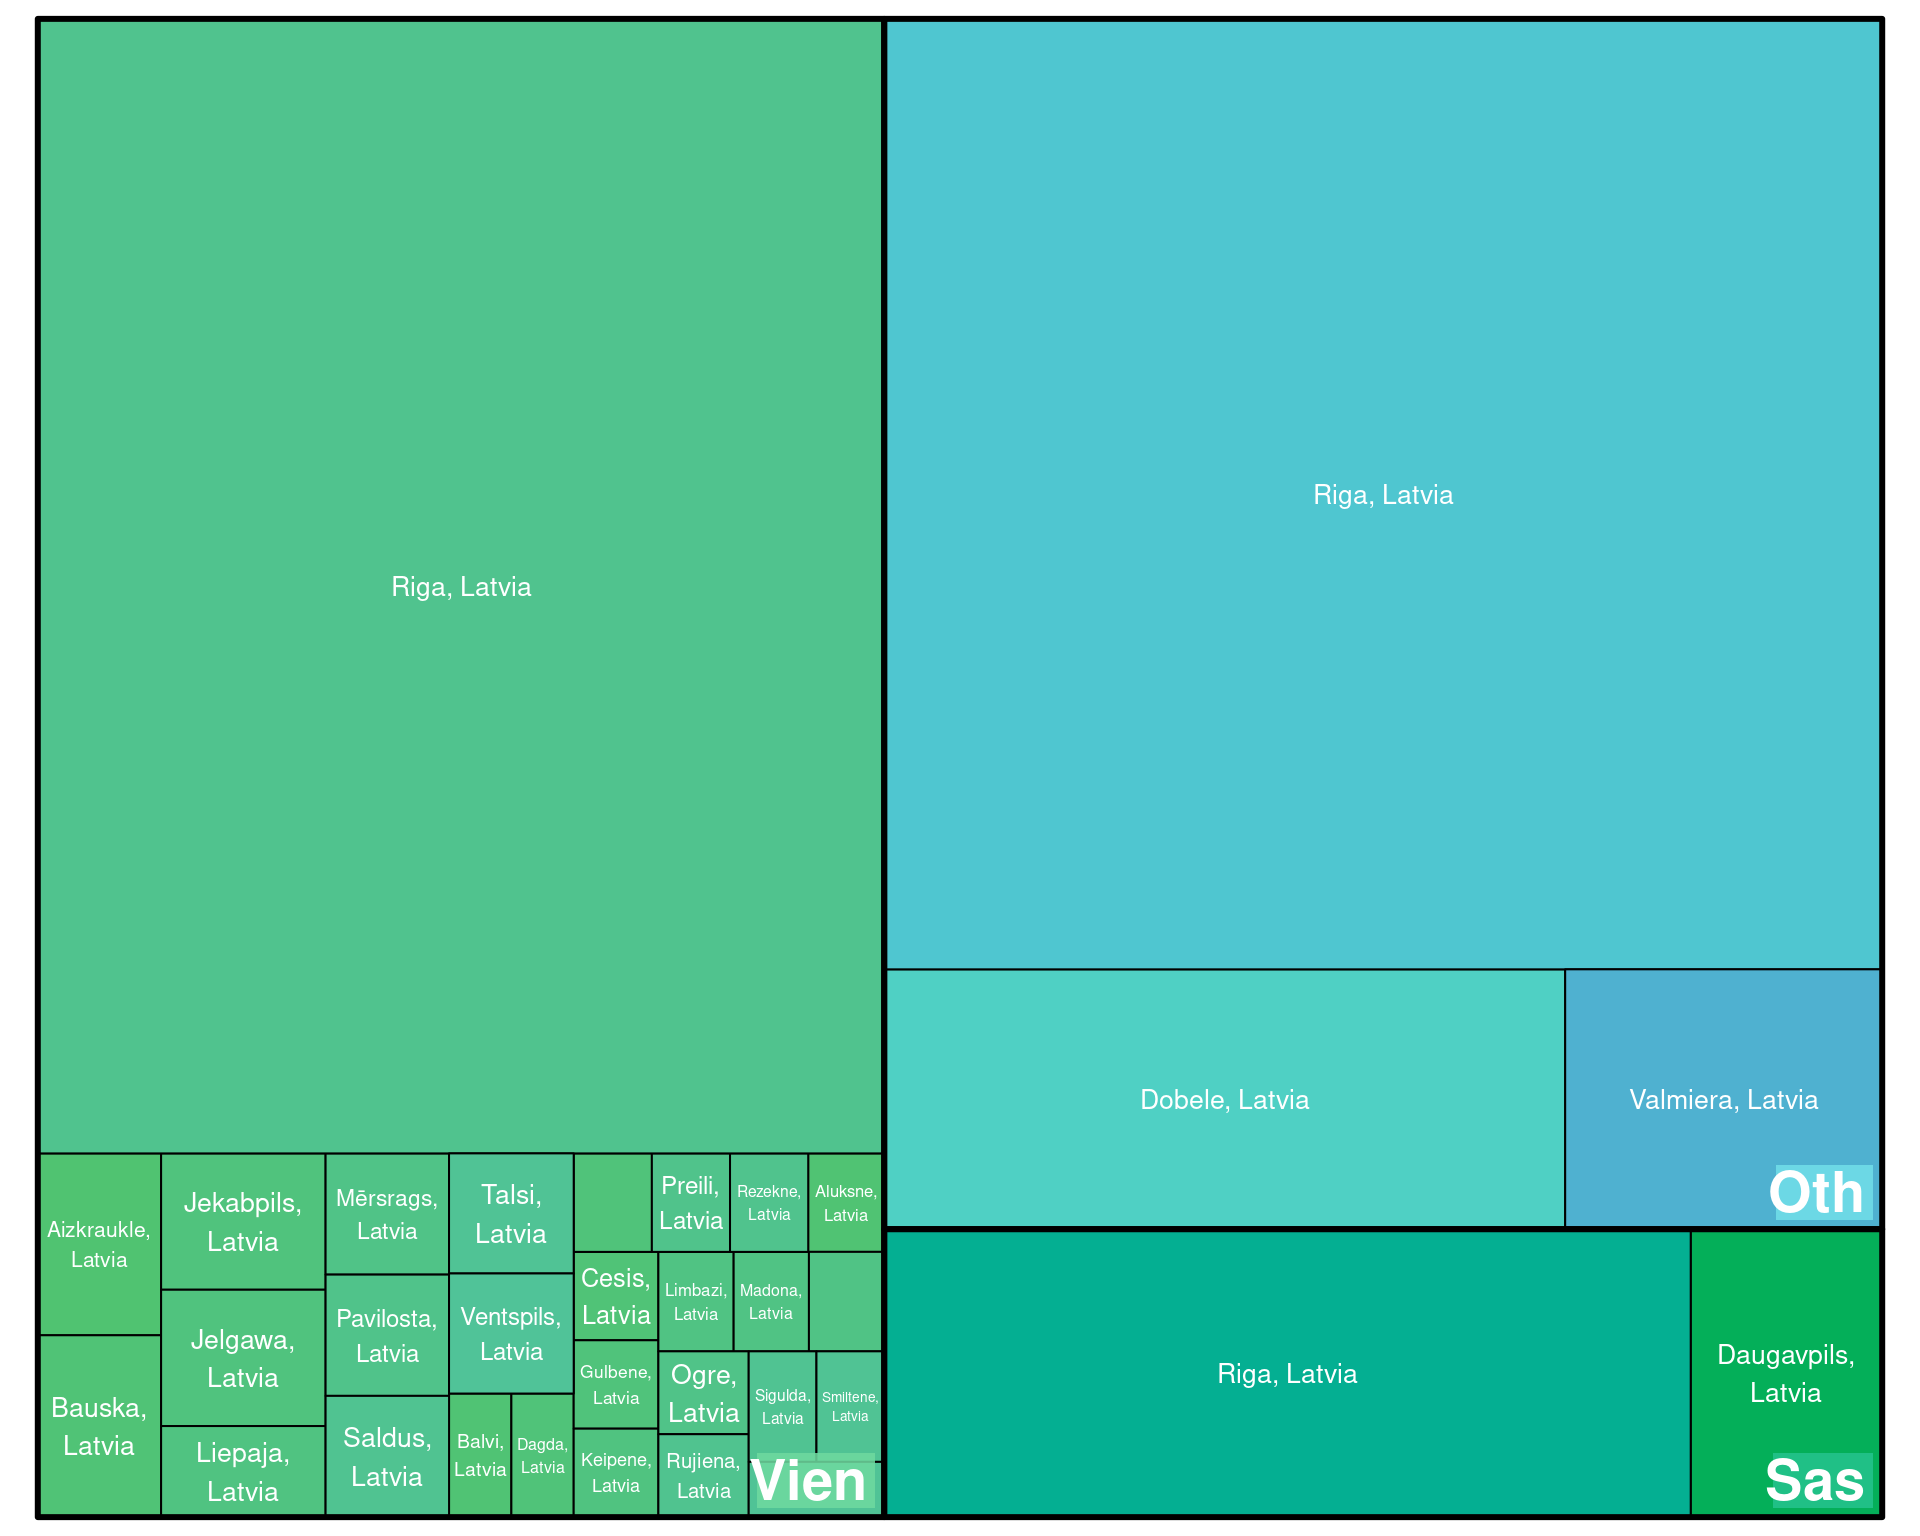 Riga, Latvia
Aizkraukle,
Latvia
Bauska,
Latvia
Jekabpils,
Latvia
Jelgawa,
Latvia
Liepaja,
Latvia
Mērsrags,
Latvia
Pavilosta,
Latvia
Saldus,
Latvia
Talsi,
Latvia
Ventspils,
Latvia
Balvi,
Latvia
Dagda,
Latvia
Preili,
Latvia
Rezekne,
Latvia
Aluksne,
Latvia
Cesis,
Latvia
Gulbene,
Latvia
Keipene,
Latvia
Limbazi,
Latvia
Madona,
Latvia
Ogre,
Latvia
Rujiena,
Latvia
Sigulda,
Latvia
Smiltene,
Latvia
Vien
Riga, Latvia
Dobele, Latvia
Valmiera, Latvia
Oth
Riga, Latvia
Daugavpils,
Latvia
Sas